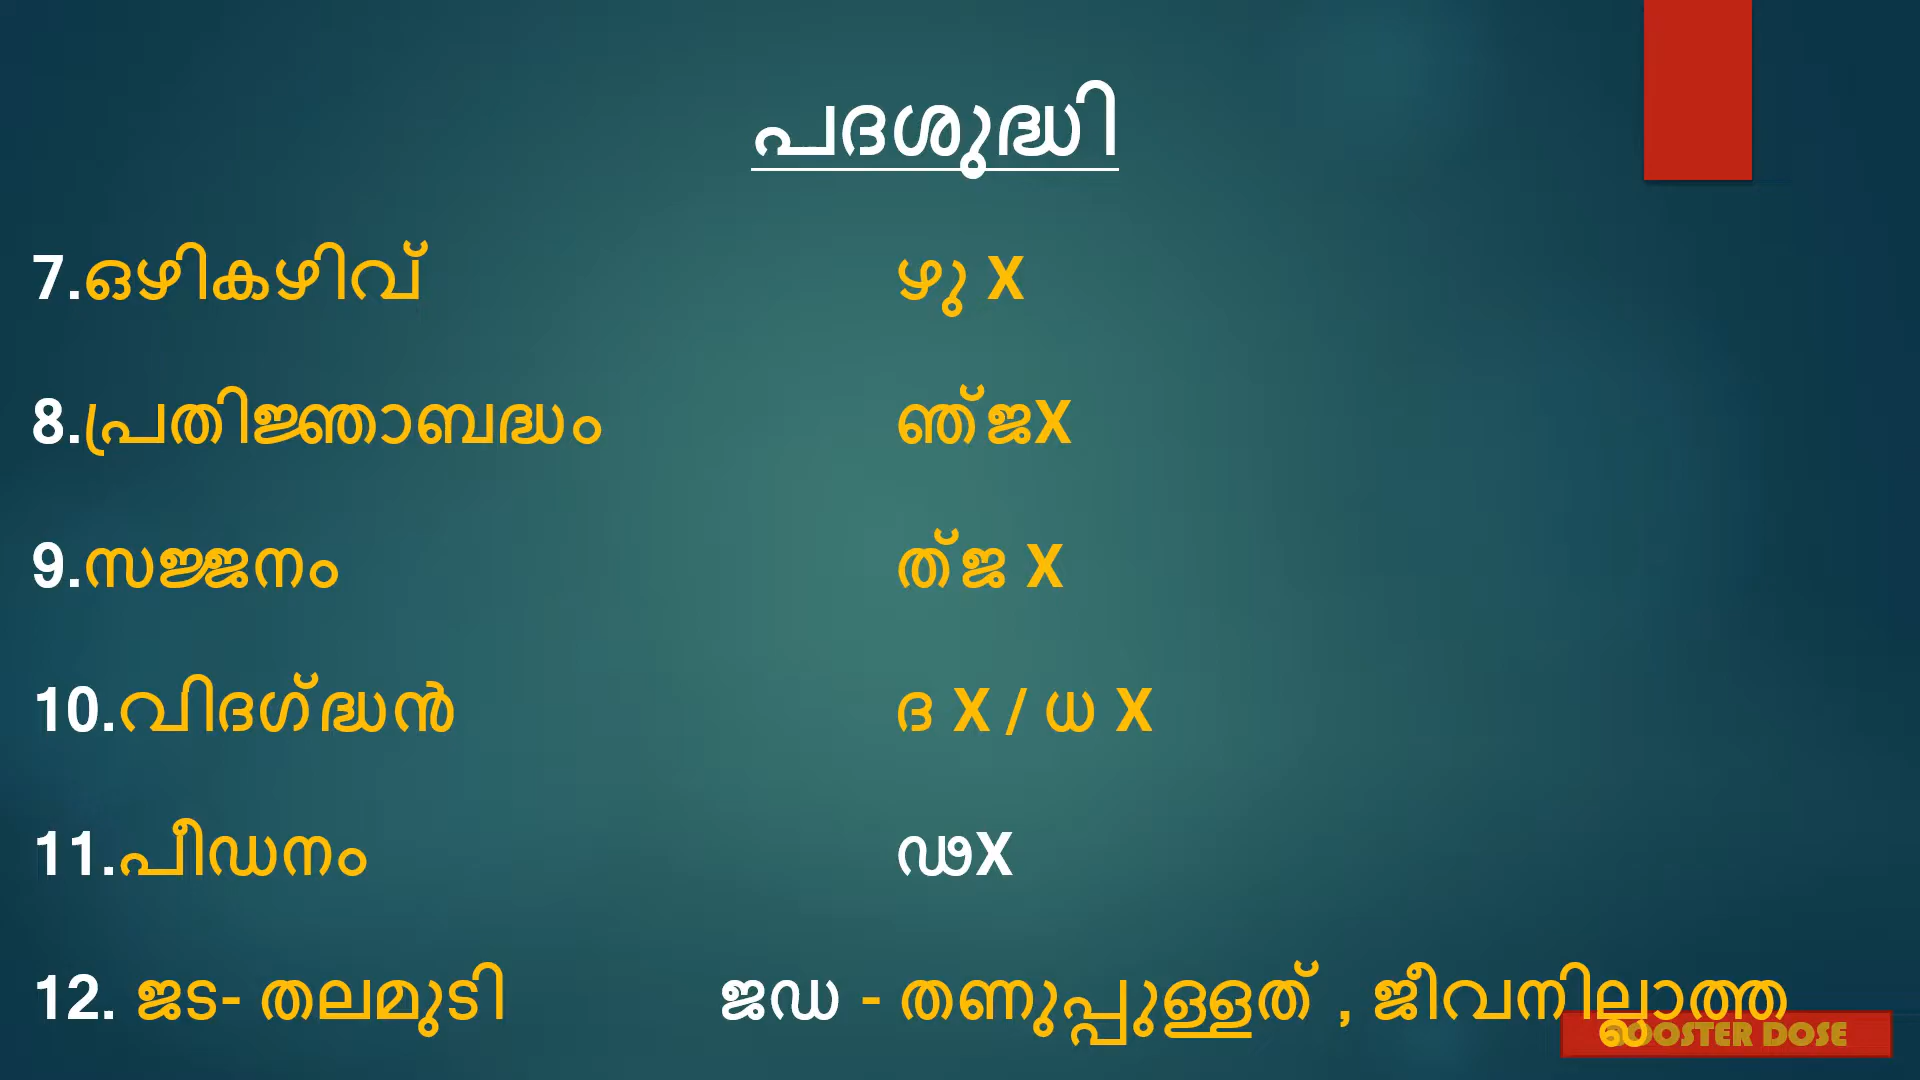 പദശുദ്ധി
7.ഒഴികഴിവ് ഴു X
8.പ്രതിജ്ഞാബദ്ധം ഞ്ജX
9.സജ്ജനം ത്ജ X
10.വിദഗ്ദ്ധൻ ദ X / ധ X
11.പീഡനം ഢX
12. ജട- തലമുടി ജഡ - തണുപ്പുള്ളത് , ജീവനില്ലാത്ത
BOOSTER DOSE